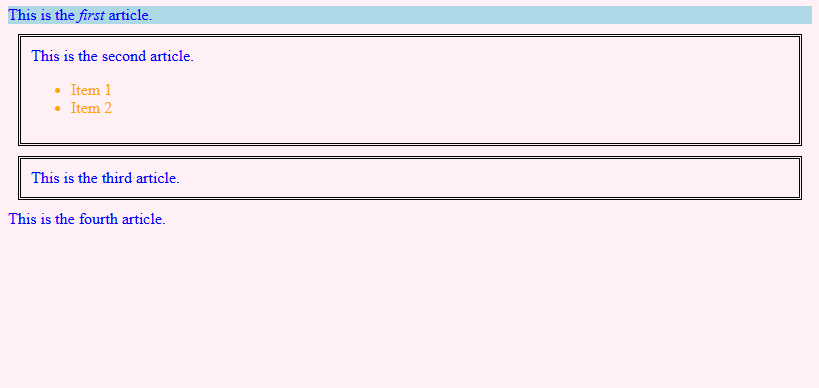 This is the first article.
This is the second article.
Item 1
Item 2
This is the third article.
This is the fourth article.